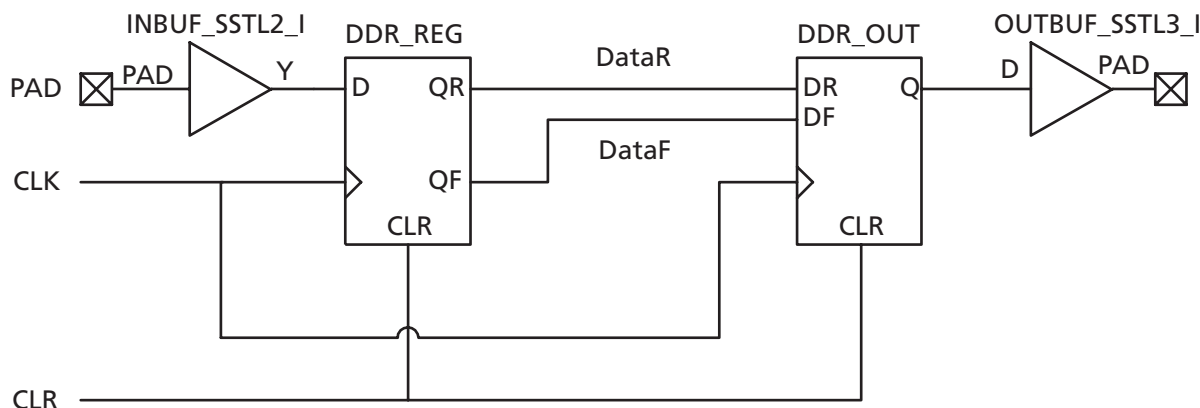 INBUF_SSTL2_I
DDR_REG
DDR_OUT
OUTBUF_SSTL3_I
DataR
PAD
PAD
Y
D
QR
DR
Q
D
PAD
DF
DataF
CLK
QF
CLR
CLR
CLR